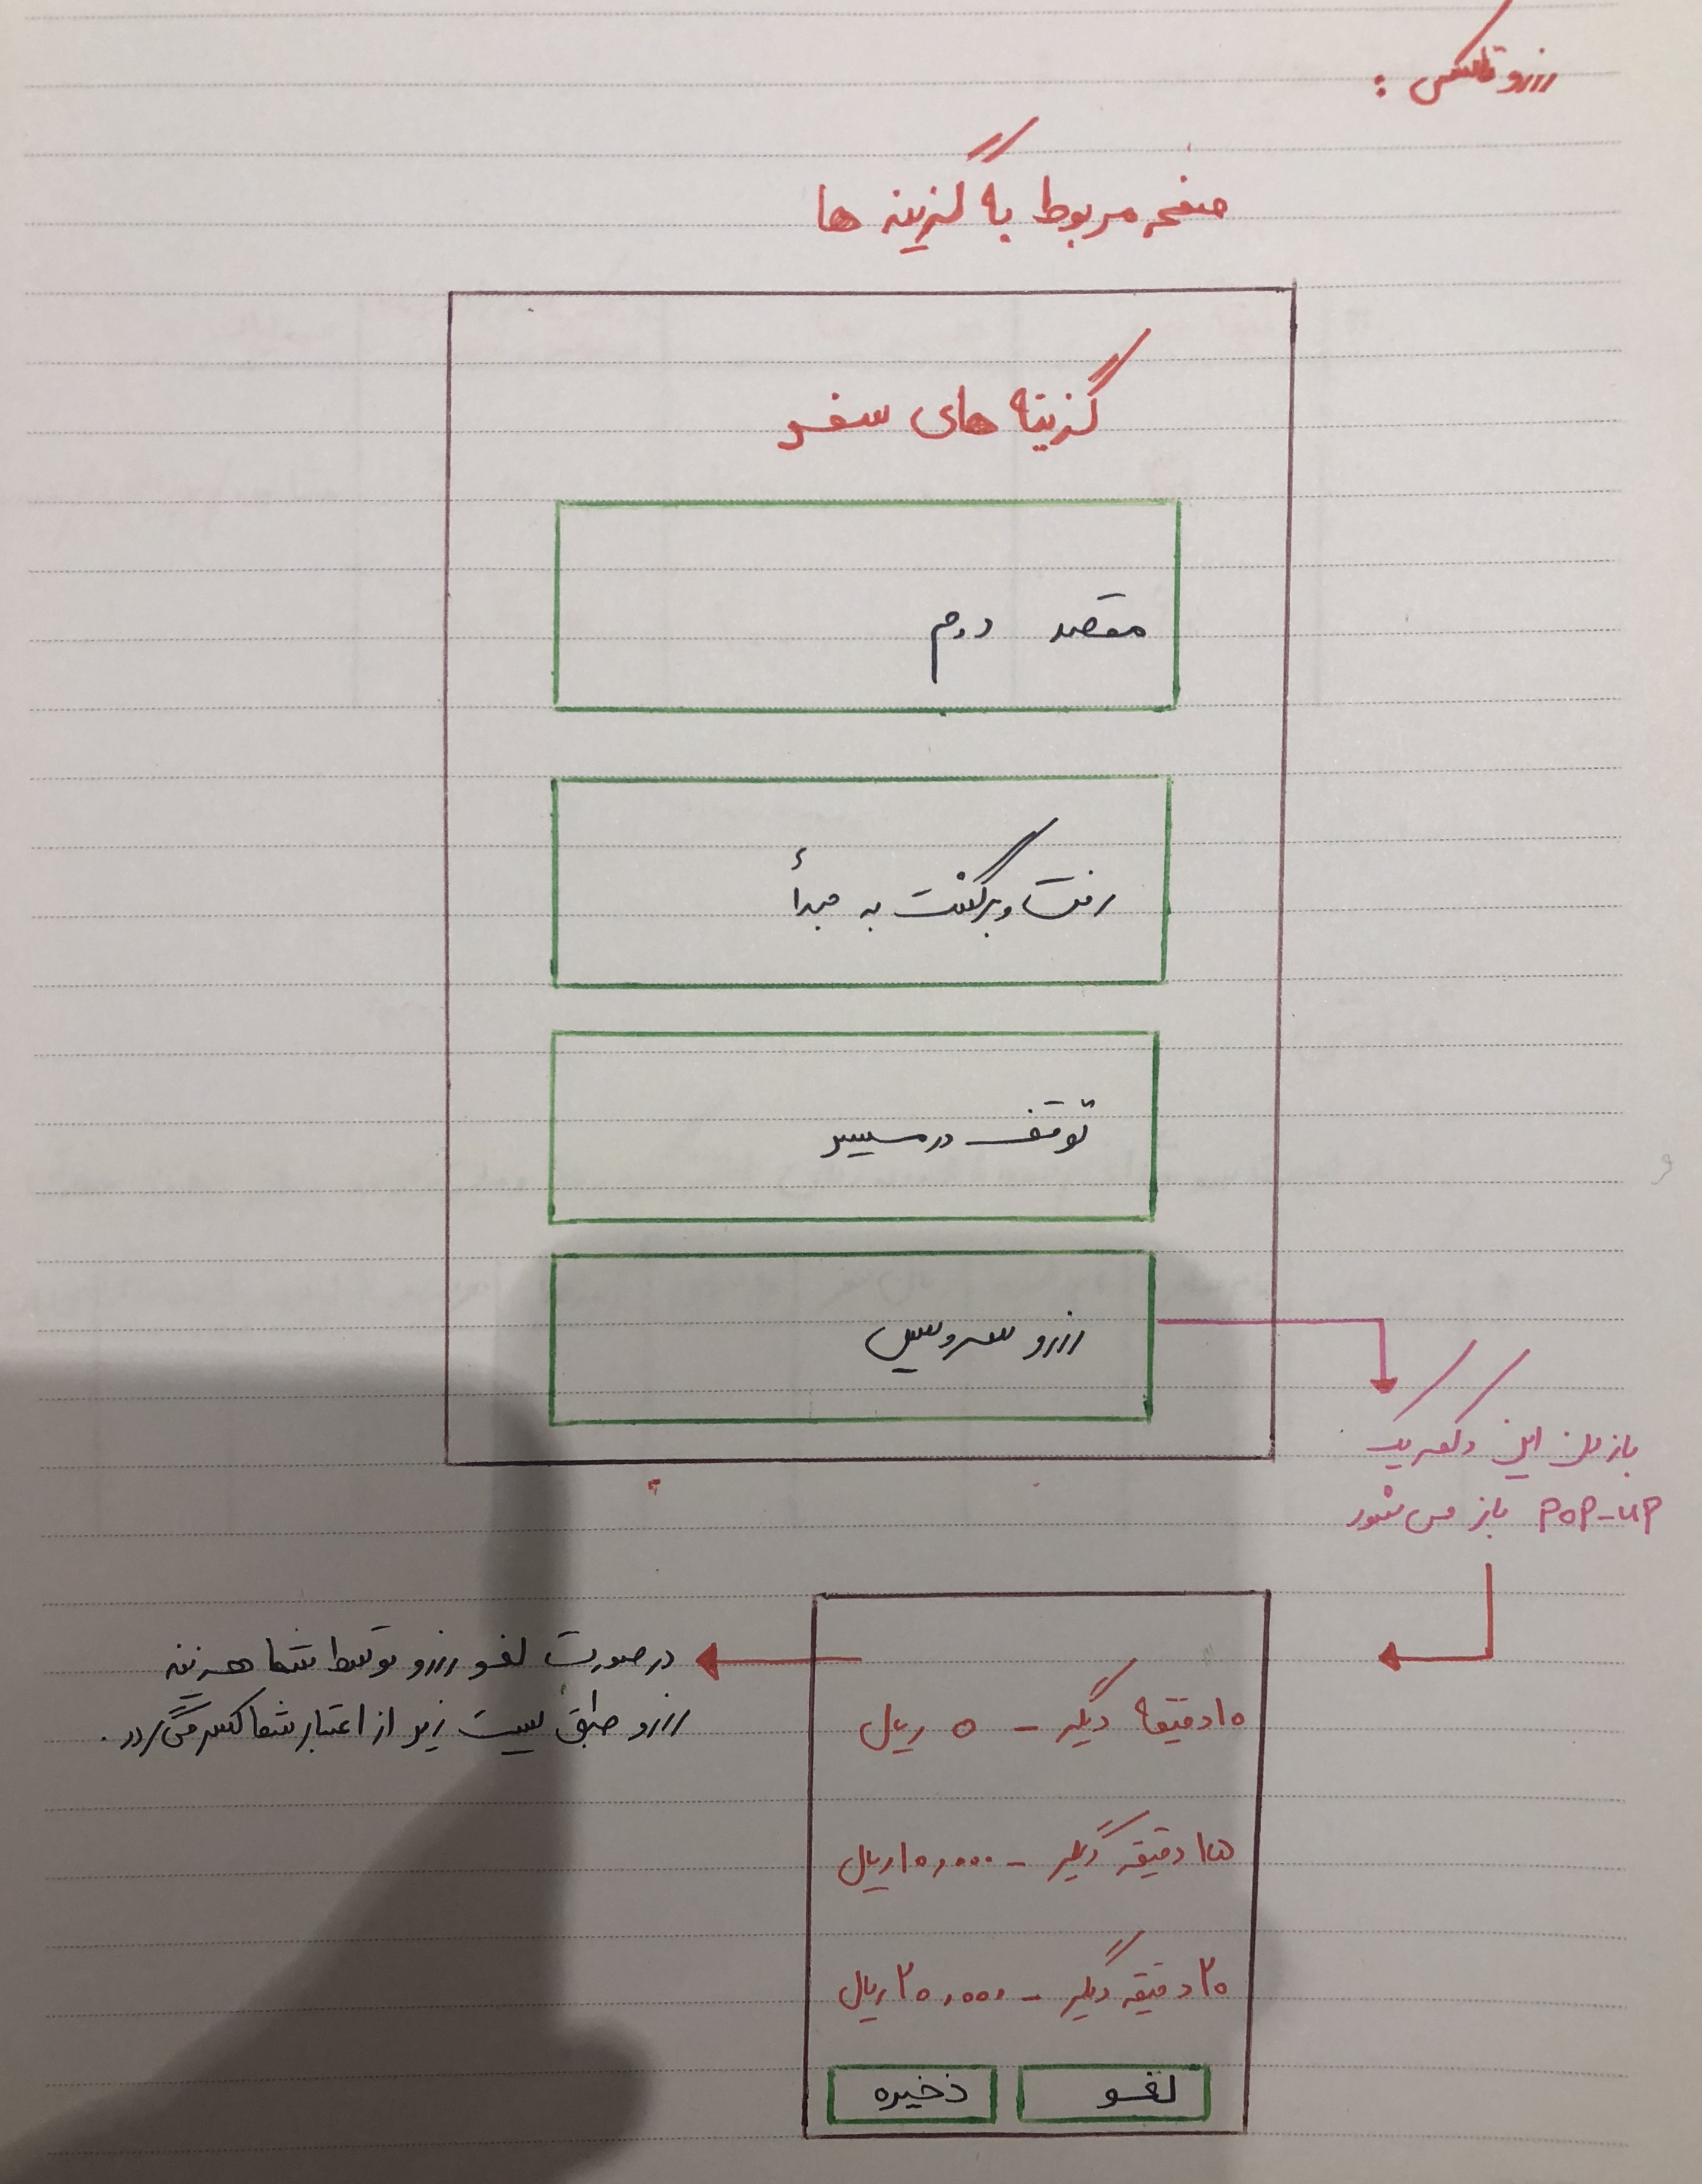 رزرو تاکسی :
صفحه مربوط به گزینه ها
گزینه های سفر
مقصد دوم
رفت و برگشت به مبدأ
توقف در مسیر
رزرو سرویس
با زدن این دکمه یک
pop-up باز می شود
در صورت لغو رزرو توسط شما هزینه
رزرو طبق لیست زیر از اعتبار شما کسر می گردد.
۱۰ دقیقه دیگر - ۰ ریال
۱۵ دقیقه دیگر - ۱۰,۰۰۰ ریال
۲۰ دقیقه دیگر - ۲۰,۰۰۰ ریال
لغو ذخیره